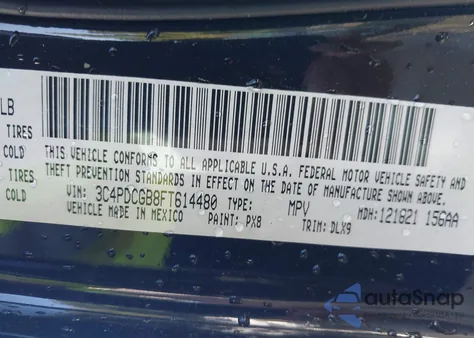 LB
TIRES
COLD
TIRES
COLD
THIS VEHICLE CONFORMS TO ALL APPLICABLE U.S.A. FEDERAL MOTOR VEHICLE SAFETY AND
THEFT PREVENTION STANDARDS IN EFFECT ON THE DATE OF MANUFACTURE SHOWN ABOVE.
VIN: 3C4PDCGB8FT614480 TYPE: MPV MDH: 121821 156AA
VEHICLE MADE IN MEXICO PAINT: PX8 TRIM: DLX9
autoSnap